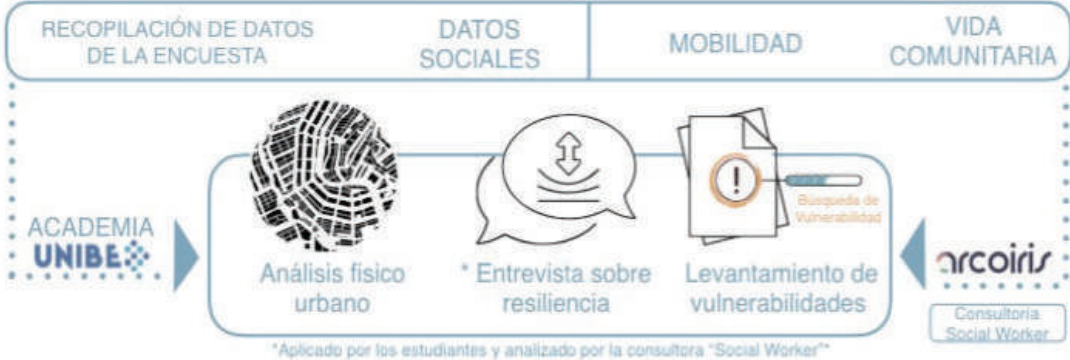 RECOPILACIÓN DE DATOS
DE LA ENCUESTA
DATOS
SOCIALES
MOBILIDAD
VIDA
COMUNITARIA
!
Búsqueda de
Vulnerabilidad
ACADEMIA
UNIBE
Análisis físico
urbano
* Entrevista sobre
resiliencia
Levantamiento de
vulnerabilidades
arcoiris
Consultoria
Social Worker
*Aplicado por los estudiantes y analizado por la consultora "Social Worker"*